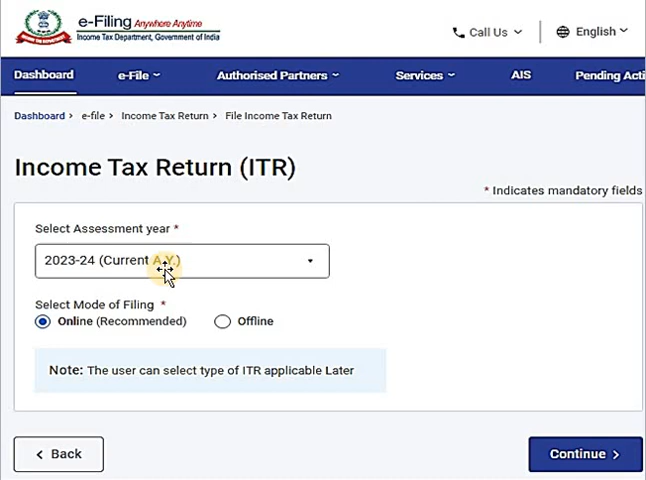 e-Filing Anywhere Anytime
Income Tax Department, Government of India
Call Us
English
Dashboard e-File Authorised Partners Services AIS Pending Acti
Dashboard > e-file > Income Tax Return > File Income Tax Return
Income Tax Return (ITR)
* Indicates mandatory fields
Select Assessment year *
2023-24 (Current A.Y.)
Select Mode of Filing *
Online (Recommended) Offline
Note: The user can select type of ITR applicable Later
< Back
Continue >